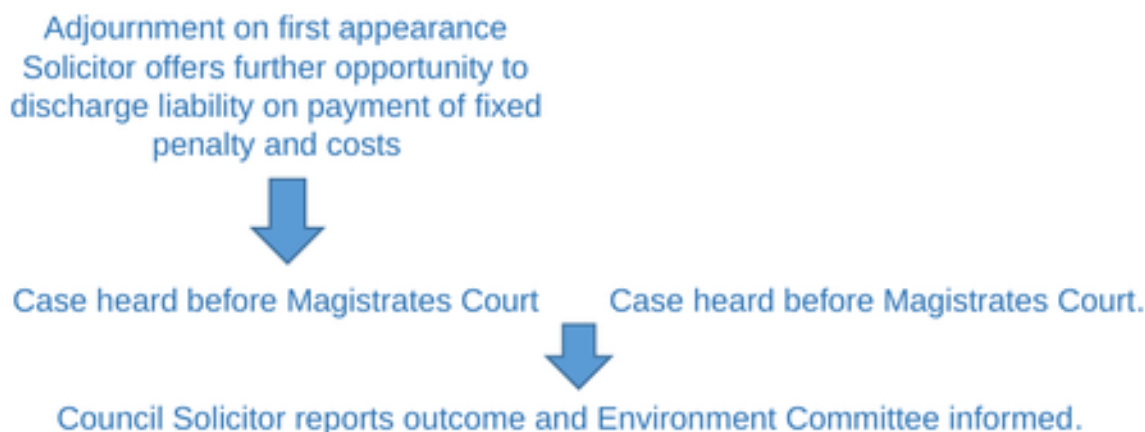 Adjournment on first appearance
Solicitor offers further opportunity to
discharge liability on payment of fixed
penalty and costs
Case heard before Magistrates Court
Case heard before Magistrates Court.
Council Solicitor reports outcome and Environment Committee informed.